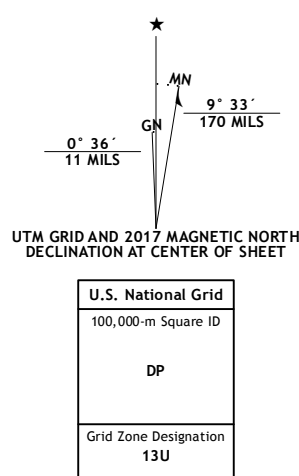 MN
GN
9° 33´
170 MILS
0° 36´
11 MILS
UTM GRID AND 2017 MAGNETIC NORTH
DECLINATION AT CENTER OF SHEET
U.S. National Grid
100,000-m Square ID
DP
Grid Zone Designation
13U